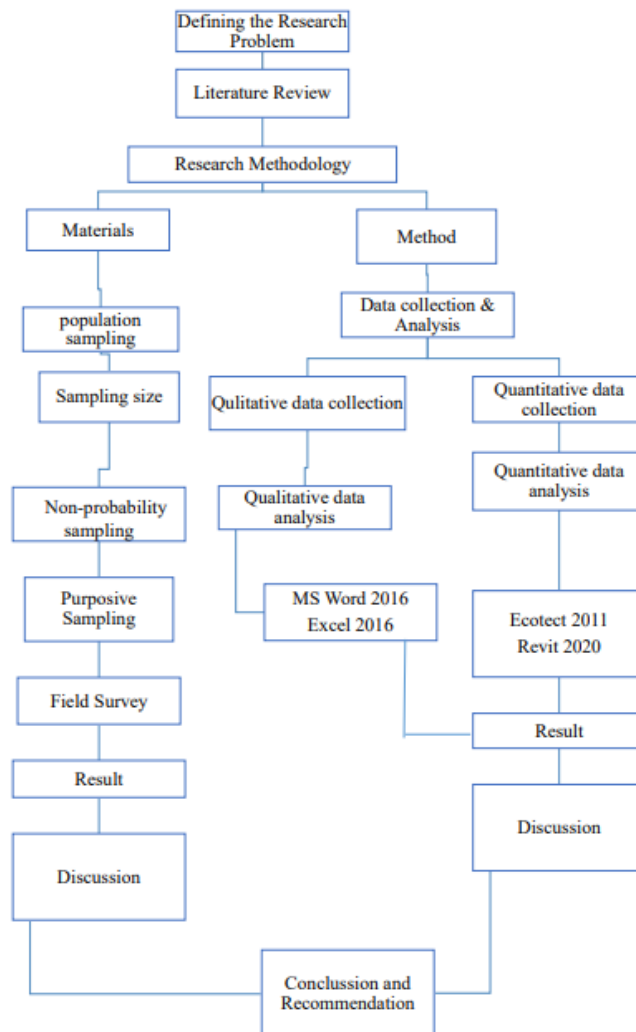 Defining the Research
Problem
Literature Review
Research Methodology
Materials
Method
population
sampling
Data collection &
Analysis
Sampling size
Qulitative data collection
Quantitative data
collection
Non-probability
sampling
Qualitative data
analysis
Quantitative data
analysis
Purposive
Sampling
MS Word 2016
Excel 2016
Ecotect 2011
Revit 2020
Field Survey
Result
Result
Discussion
Discussion
Conclussion and
Recommendation